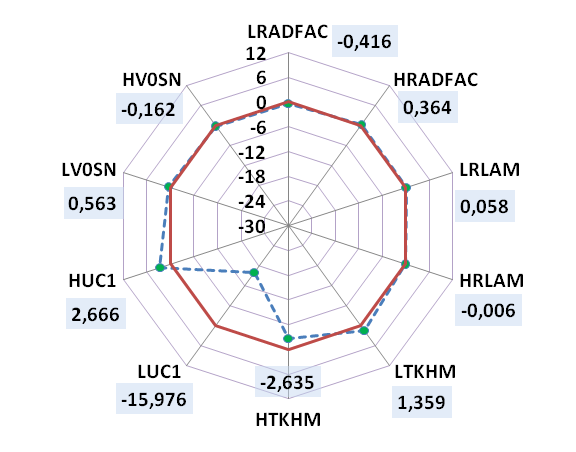 LRADFAC
-0,416
12
HV0SN
HRADFAC
6
-0,162
0,364
0
-6
-12
LV0SN
LRLAM
-18
0,563
0,058
-24
-30
HUC1
HRLAM
2,666
-0,006
LUC1
LTKHM
-2,635
-15,976
1,359
HTKHM